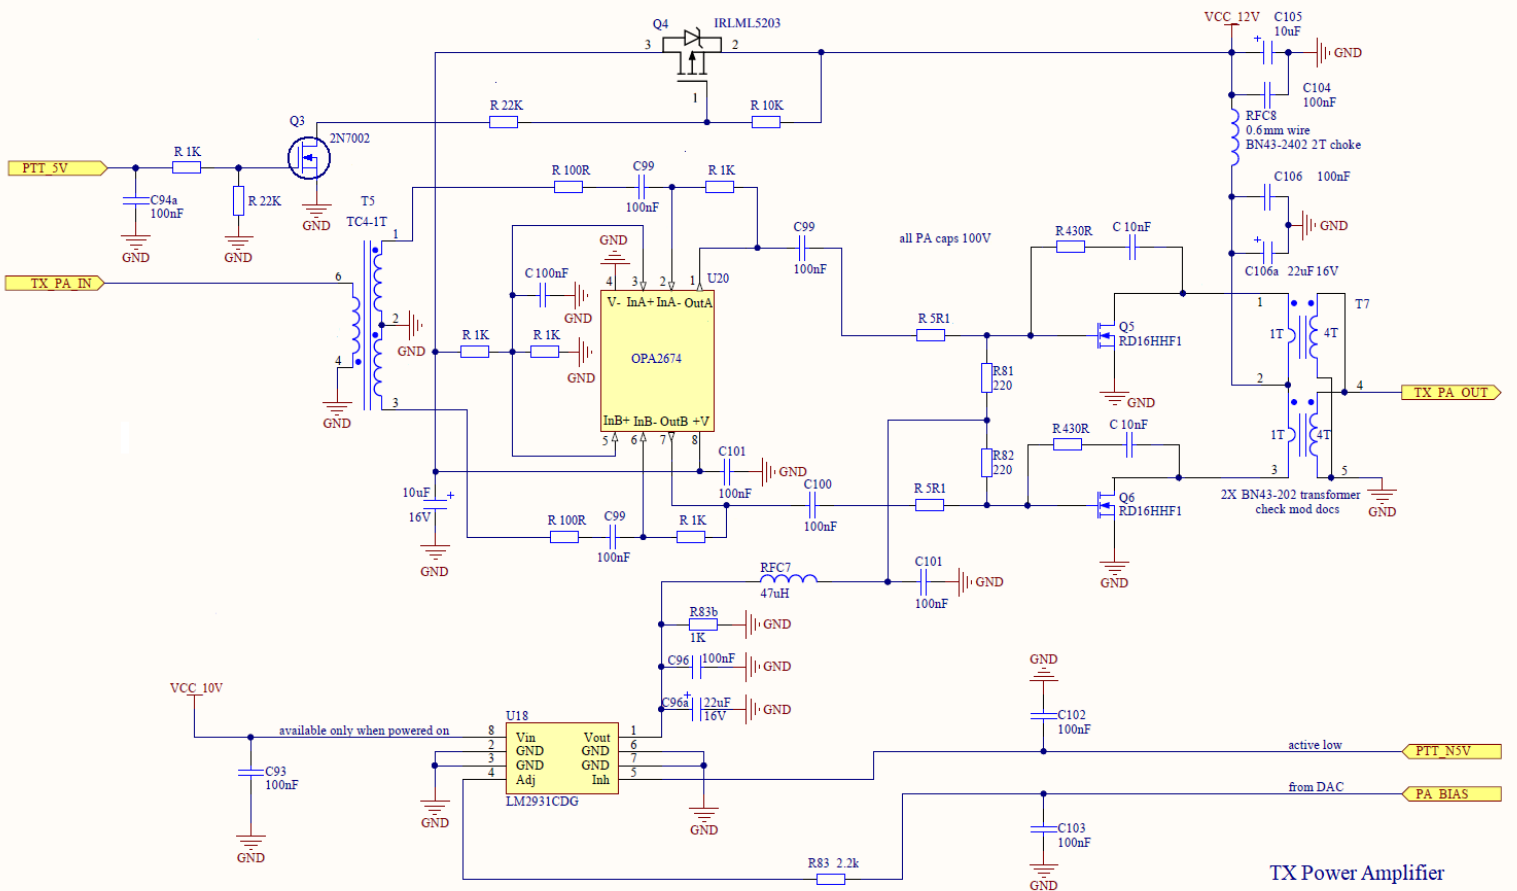 Q4
IRLML5203
VCC_12V
C105
10uF
3
2
+
GND
1
C104
100nF
R 22K
R 10K
RFC8
0.6mm wire
BN43-2402 2T choke
Q3
2N7002
PTT_5V
R 1K
C94a
100nF
R 22K
GND
GND
GND
T5
TC4-1T
R 100R
C99
100nF
R 1K
C106
100nF
GND
+
C106a
22uF 16V
1
6
2
4
3
TX_PA_IN
GND
GND
GND
C 100nF
GND
R 1K
R 1K
GND
4
3
2
1
U20
V-
InA+
InA-
OutA
OPA2674
InB+
InB-
OutB
+V
5
6
7
8
C99
100nF
all PA caps 100V
R 430R
C 10nF
R 5R1
Q5
RD16HHF1
GND
R81
220
R82
220
R 430R
C 10nF
R 5R1
Q6
RD16HHF1
GND
1
T7
1T
4T
2
4
TX_PA_OUT
1T
4T
3
5
2X BN43-202 transformer
check mod docs
GND
C101
100nF
GND
C100
100nF
10uF
+
16V
GND
R 100R
C99
100nF
R 1K
RFC7
47uH
C101
100nF
GND
R83b
1K
GND
C96
100nF
GND
C96a
+
22uF
16V
GND
VCC_10V
available only when powered on
C93
100nF
GND
U18
8
Vin
Vout
1
2
GND
GND
6
3
GND
GND
7
4
Adj
Inh
5
LM2931CDG
GND
GND
GND
C102
100nF
active low
PTT_N5V
from DAC
PA_BIAS
C103
100nF
GND
R83 2.2k
TX Power Amplifier